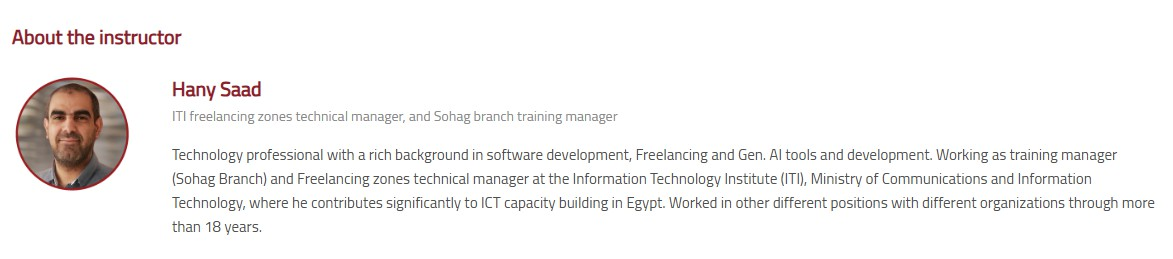 About the instructor
Hany Saad
ITI freelancing zones technical manager, and Sohag branch training manager
Technology professional with a rich background in software development, Freelancing and Gen. AI tools and development. Working as training manager
(Sohag Branch) and Freelancing zones technical manager at the Information Technology Institute (ITI), Ministry of Communications and Information
Technology, where he contributes significantly to ICT capacity building in Egypt. Worked in other different positions with different organizations through more
than 18 years.